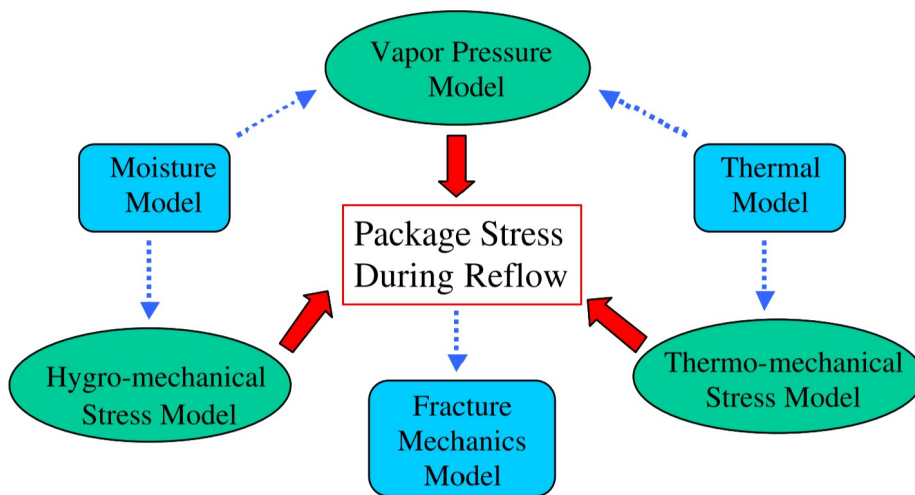 Vapor Pressure
Model
Moisture
Model
Thermal
Model
Package Stress
During Reflow
Hygro-mechanical
Stress Model
Fracture
Mechanics
Model
Thermo-mechanical
Stress Model